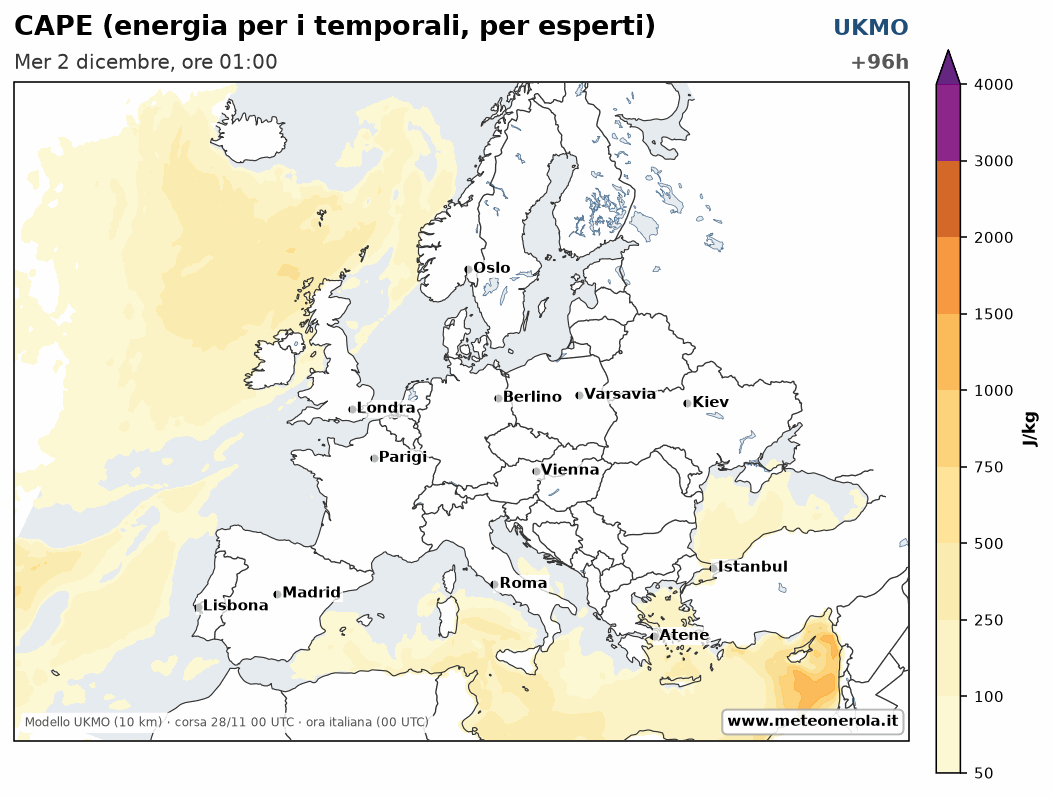 CAPE (energia per i temporali, per esperti)
UKMO
Mer 2 dicembre, ore 01:00
+96h
4000
3000
2000
1500
1000
750
500
250
100
50
J/kg
Oslo
Londra
Berlino
Varsavia
Kiev
Parigi
Vienna
Istanbul
Roma
Madrid
Lisbona
Atene
Modello UKMO (10 km) · corsa 28/11 00 UTC · ora italiana (00 UTC)
www.meteonerola.it